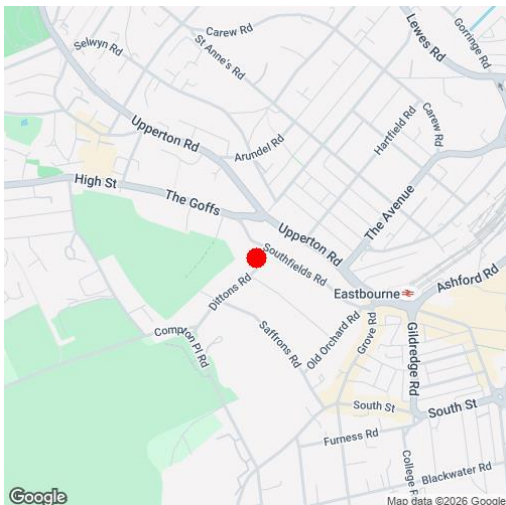 Carew Rd
Gorringe Rd
Lewes Rd
Selwyn Rd
St Anne's Rd
Carew Rd
Hartfield Rd
Upperton Rd
Arundel Rd
High St
The Goffs
The Avenue
Upperton Rd
Southfields Rd
Ashford Rd
Eastbourne
Dittons Rd
Gildredge Rd
Grove Rd
Old Orchard Rd
Saffrons Rd
Compton Pl Rd
South St
South St
Furness Rd
College R
Blackwater Rd
Google
Map data ©2026 Google